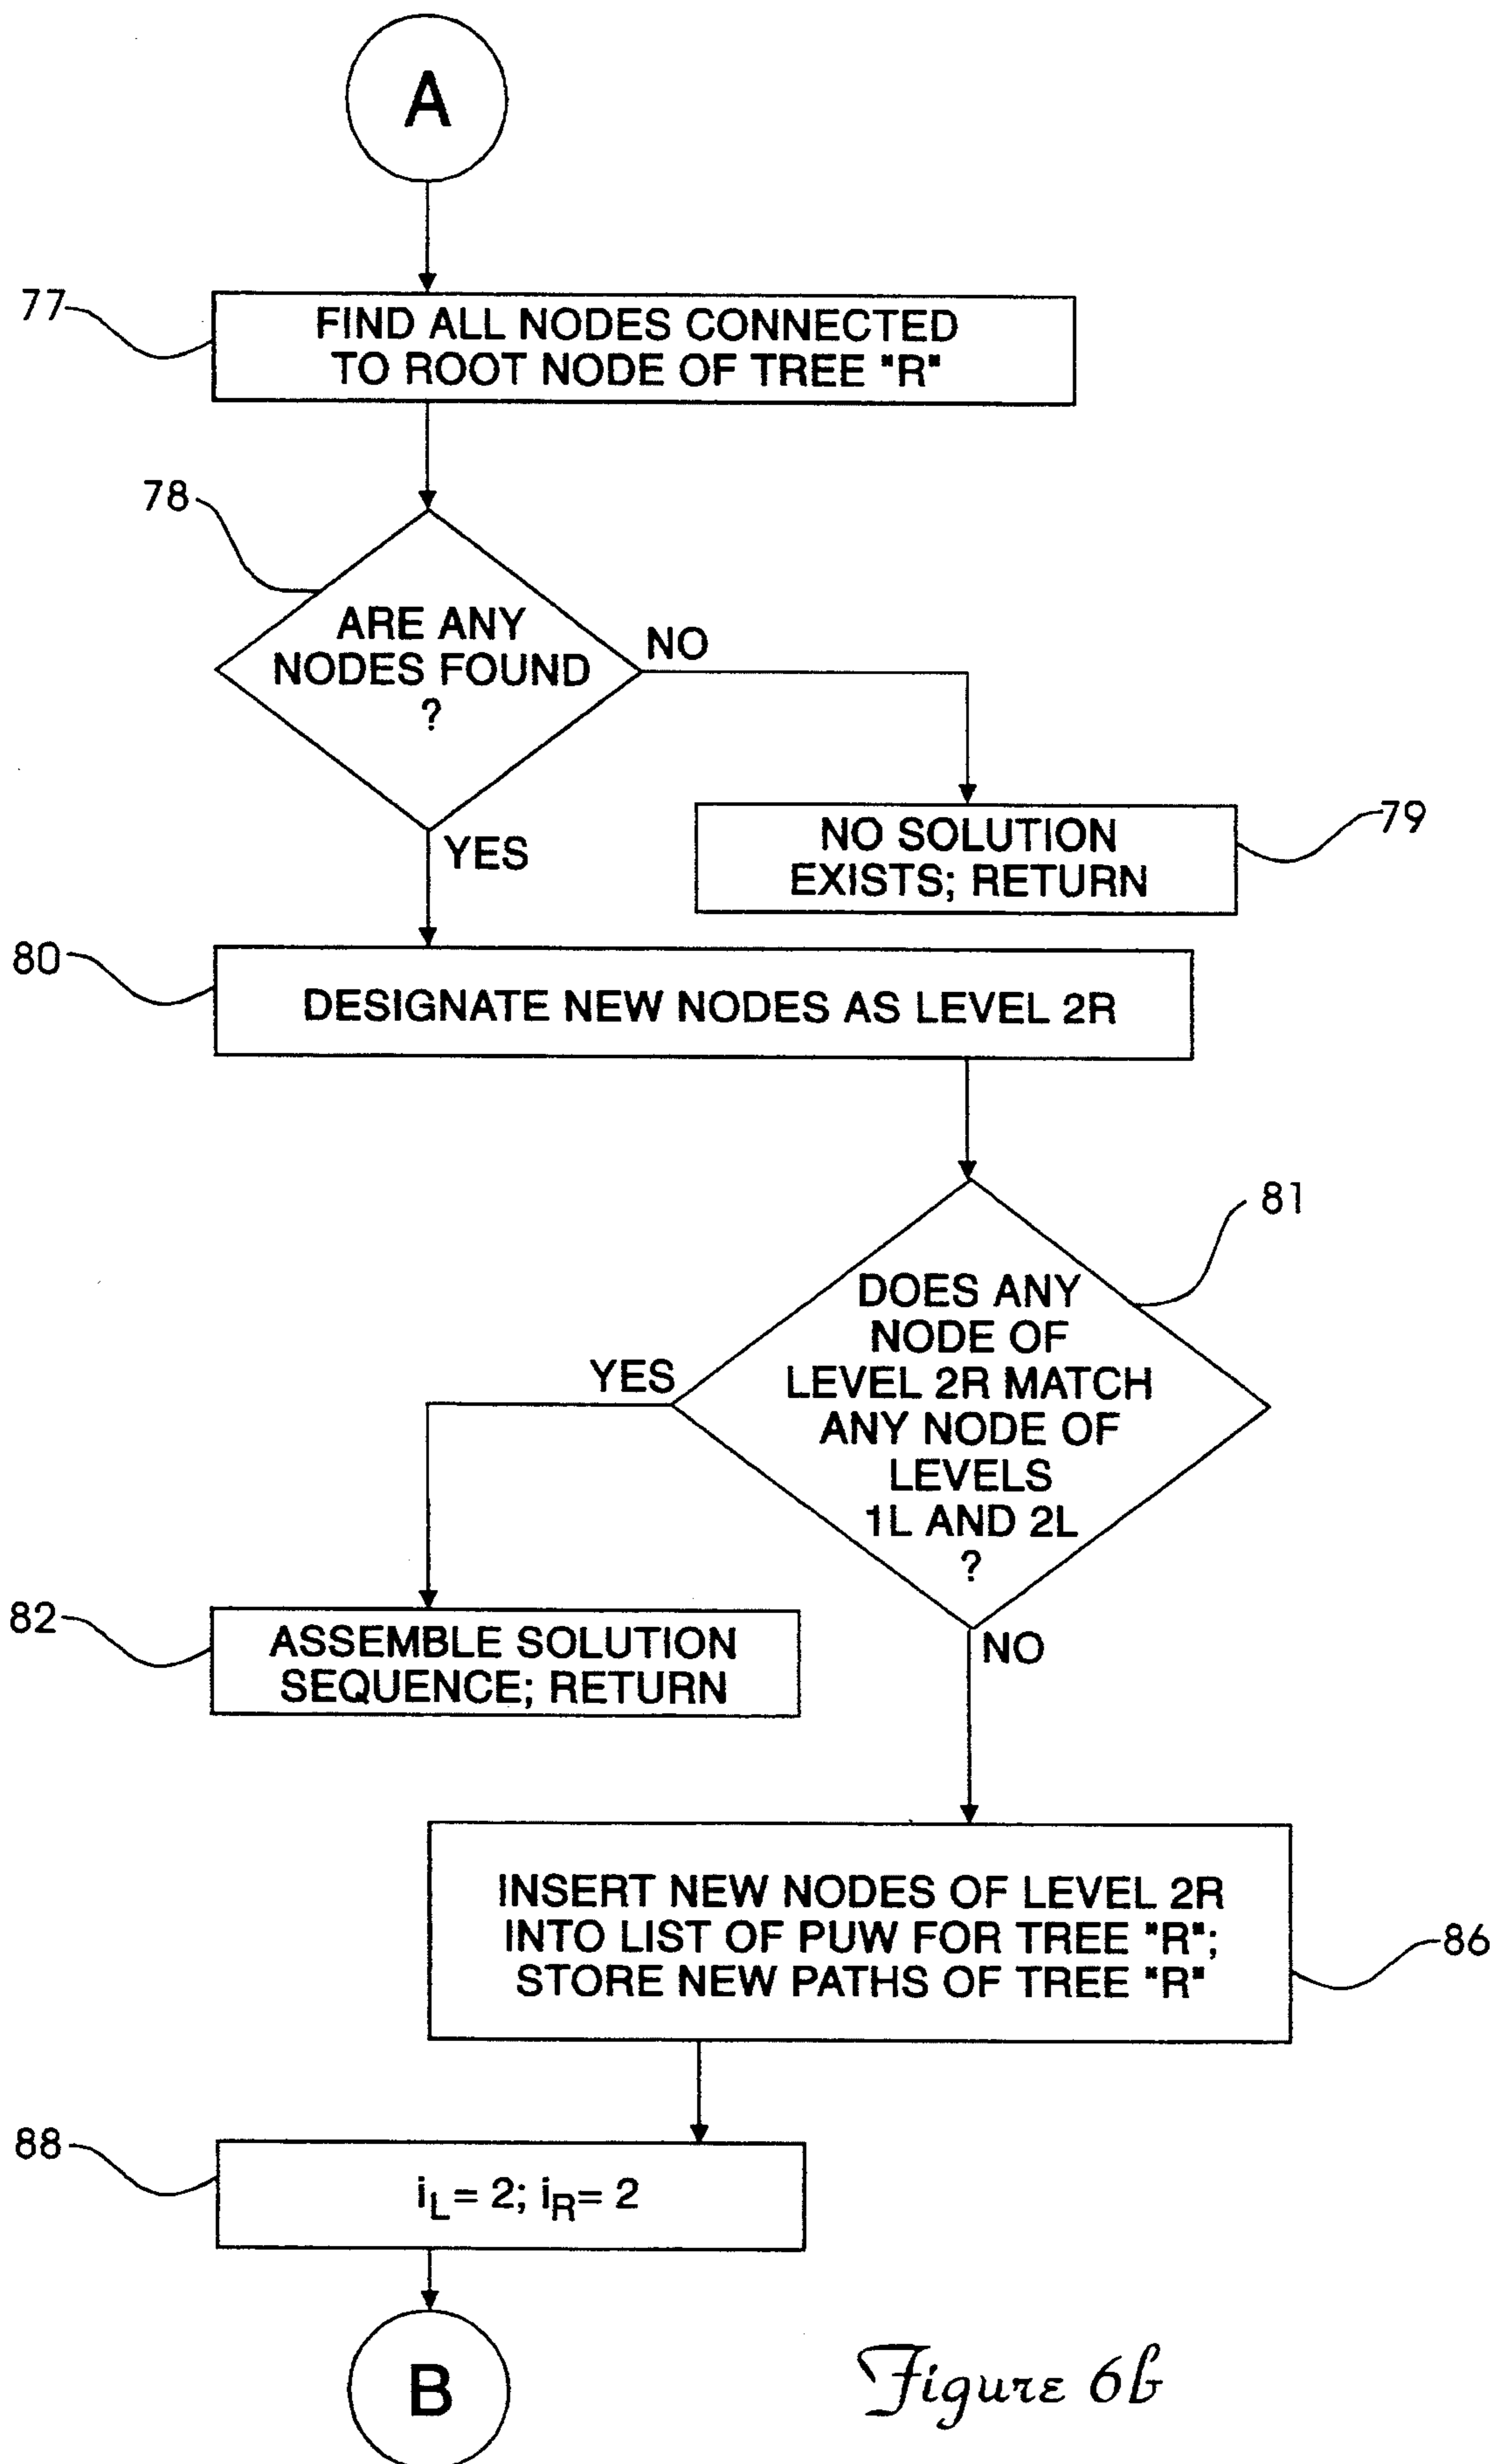 A
77
FIND ALL NODES CONNECTED
TO ROOT NODE OF TREE "R"
78
ARE ANY
NODES FOUND
?
NO
YES
79
NO SOLUTION
EXISTS; RETURN
80
DESIGNATE NEW NODES AS LEVEL 2R
81
DOES ANY
NODE OF
LEVEL 2R MATCH
ANY NODE OF
LEVELS
1L AND 2L
?
YES
82
ASSEMBLE SOLUTION
SEQUENCE; RETURN
NO
INSERT NEW NODES OF LEVEL 2R
INTO LIST OF PUW FOR TREE "R";
STORE NEW PATHS OF TREE "R"
86
88
iL= 2; iR= 2
B
Figure 6b